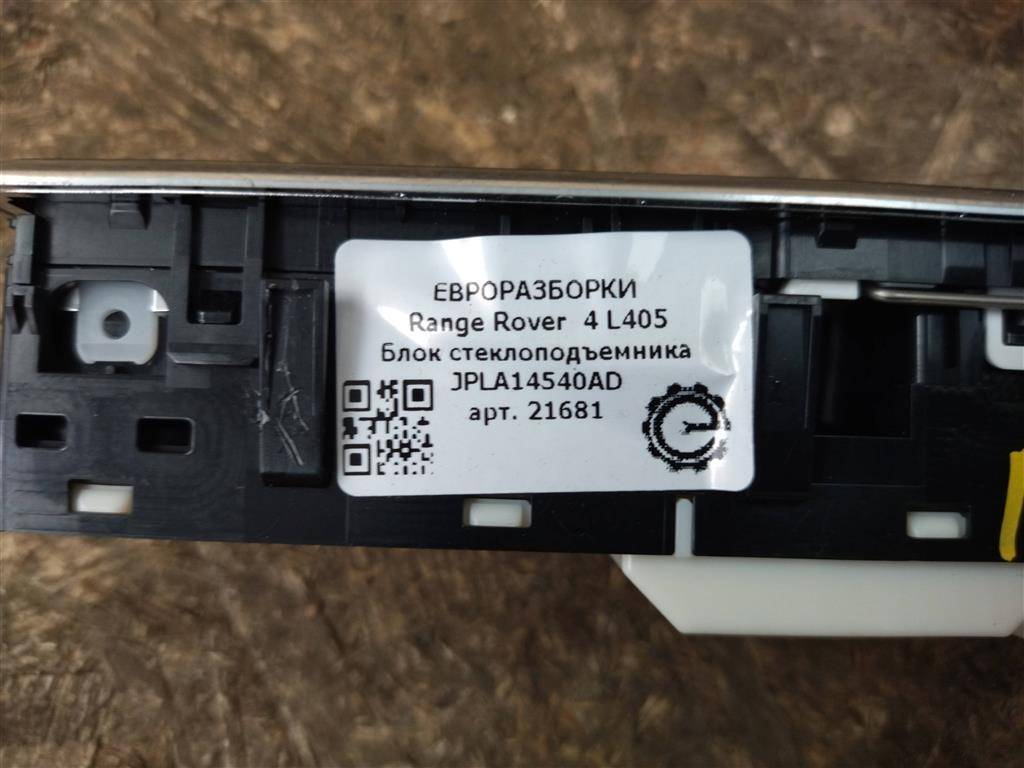 ЕВРОРАЗБОРКИ
Range Rover 4 L405
Блок стеклоподъемника
JPLA14540AD
арт. 21681